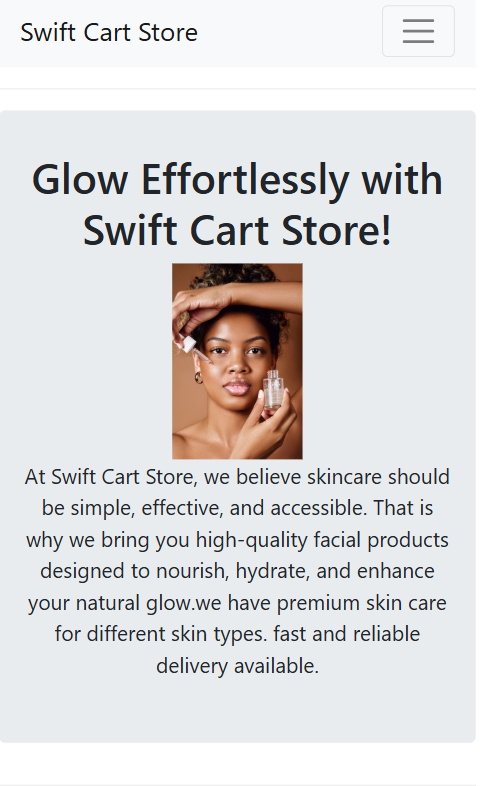 Swift Cart Store
Glow Effortlessly with
Swift Cart Store!
At Swift Cart Store, we believe skincare should
be simple, effective, and accessible. That is
why we bring you high-quality facial products
designed to nourish, hydrate, and enhance
your natural glow.we have premium skin care
for different skin types. fast and reliable
delivery available.